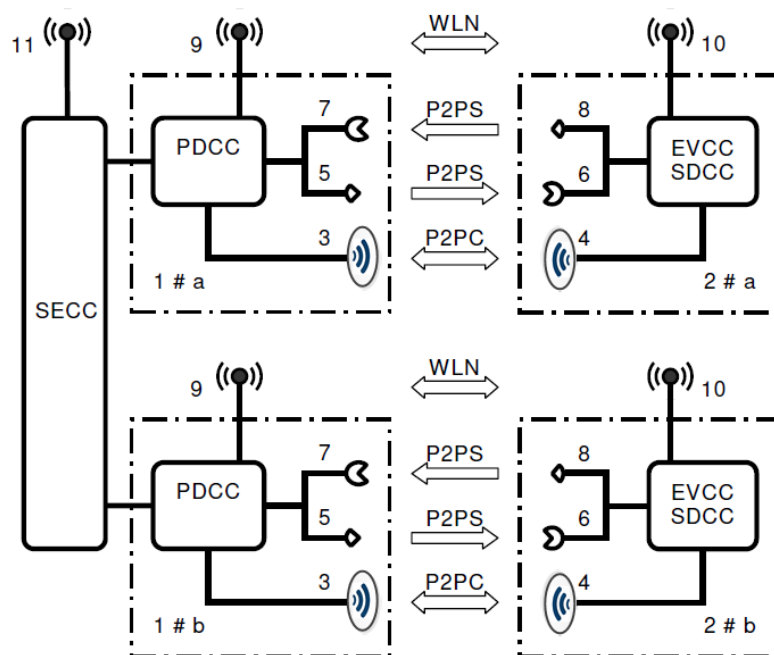 11 9 WLN 10
7 P2PS 8
PDCC EVCC
SDCC
5 P2PS 6
3 P2PC 4
1 # a 2 # a
SECC
9 WLN 10
7 P2PS 8
PDCC EVCC
SDCC
5 P2PS 6
3 P2PC 4
1 # b 2 # b